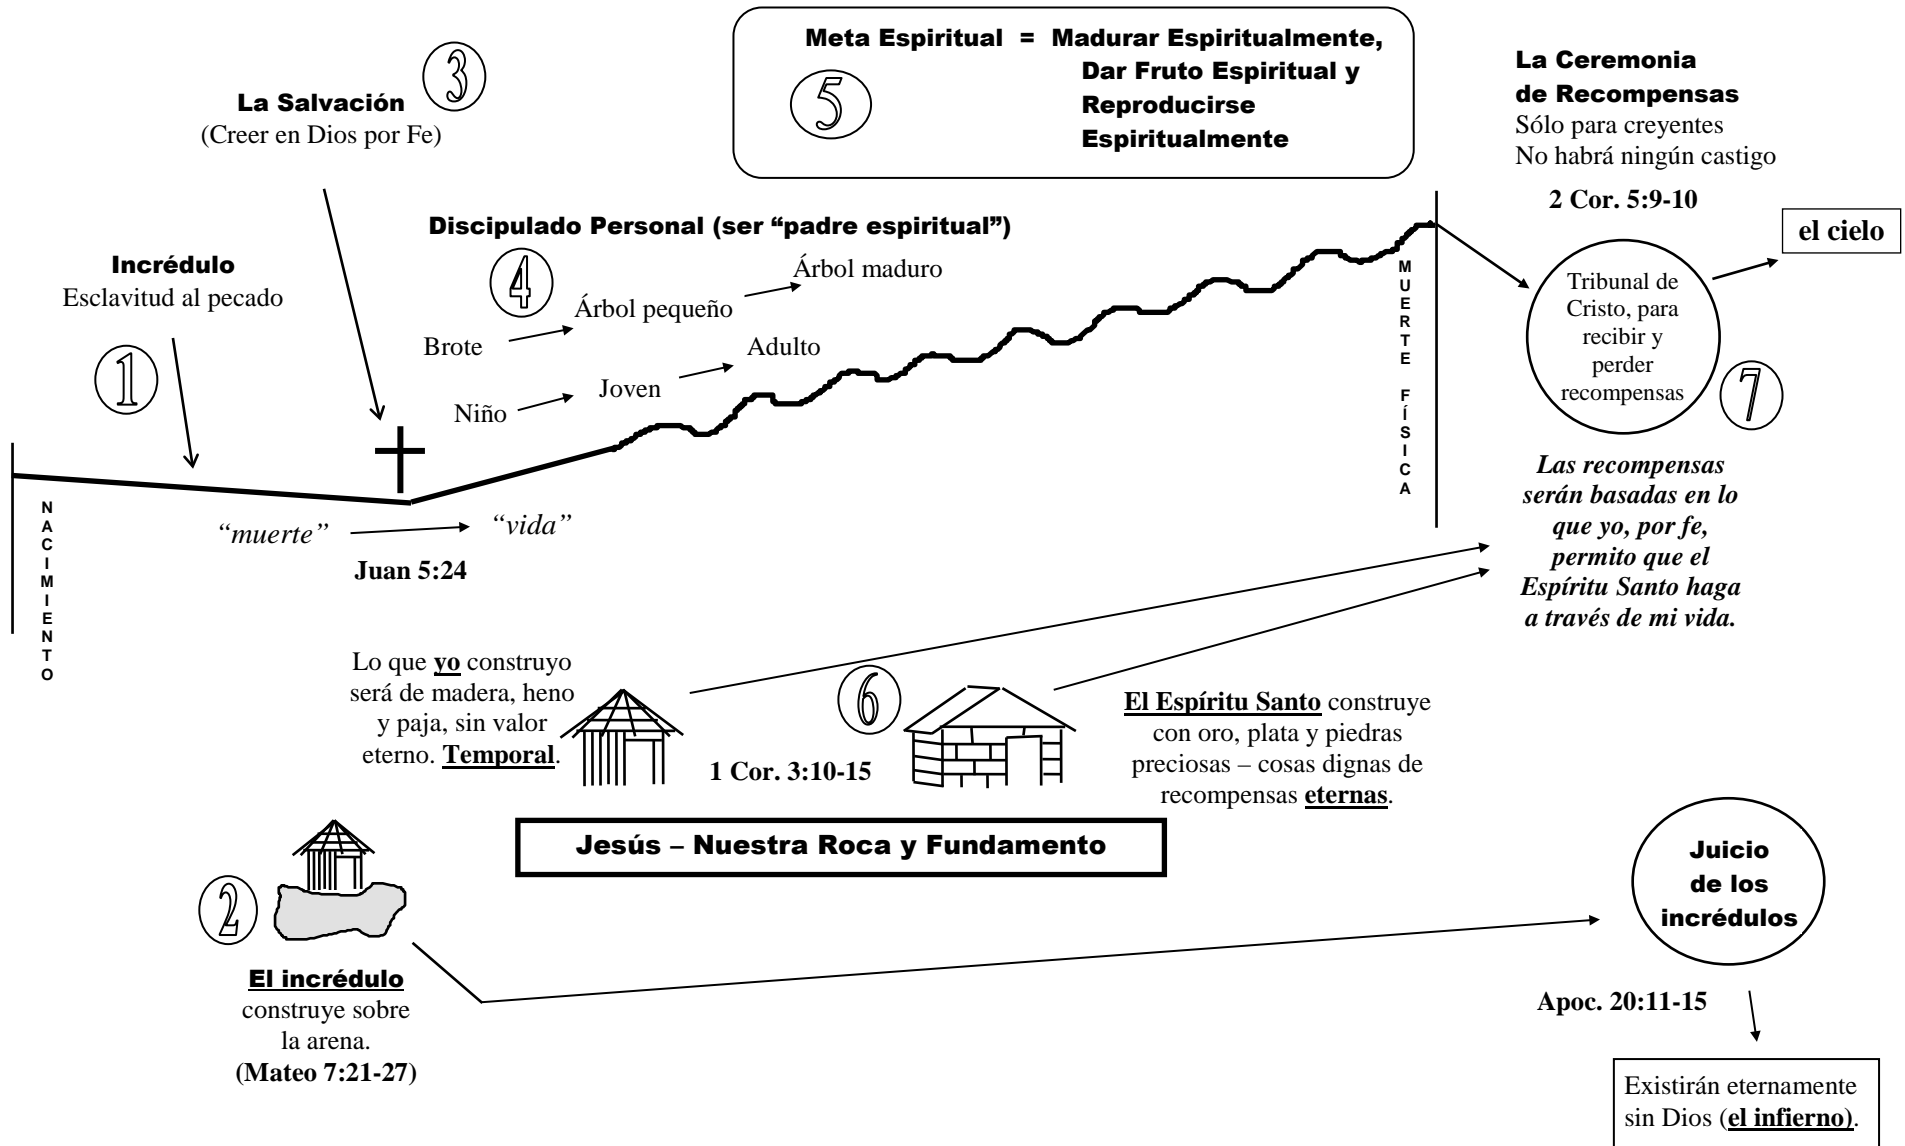 Meta Espiritual = Madurar Espiritualmente,
Dar Fruto Espiritual y
Reproducirse
Espiritualmente
5
La Salvación
(Creer en Dios por Fe)
3
La Ceremonia
de Recompensas
Sólo para creyentes
No habrá ningún castigo
2 Cor. 5:9-10
el cielo
Discipulado Personal (ser “padre espiritual”)
4
Incrédulo
Esclavitud al pecado
1
Brote
Árbol pequeño
Árbol maduro
Niño
Joven
Adulto
MUERTE FÍSICA
Tribunal de
Cristo, para
recibir y
perder
recompensas
7
Las recompensas
serán basadas en lo
que yo, por fe,
permito que el
Espíritu Santo haga
a través de mi vida.
NACIMIENTO
“muerte”
“vida”
Juan 5:24
Lo que yo construyo
será de madera, heno
y paja, sin valor
eterno. Temporal.
6
1 Cor. 3:10-15
El Espíritu Santo construye
con oro, plata y piedras
preciosas – cosas dignas de
recompensas eternas.
Jesús – Nuestra Roca y Fundamento
2
El incrédulo
construye sobre
la arena.
(Mateo 7:21-27)
Juicio
de los
incrédulos
Apoc. 20:11-15
Existirán eternamente
sin Dios (el infierno).